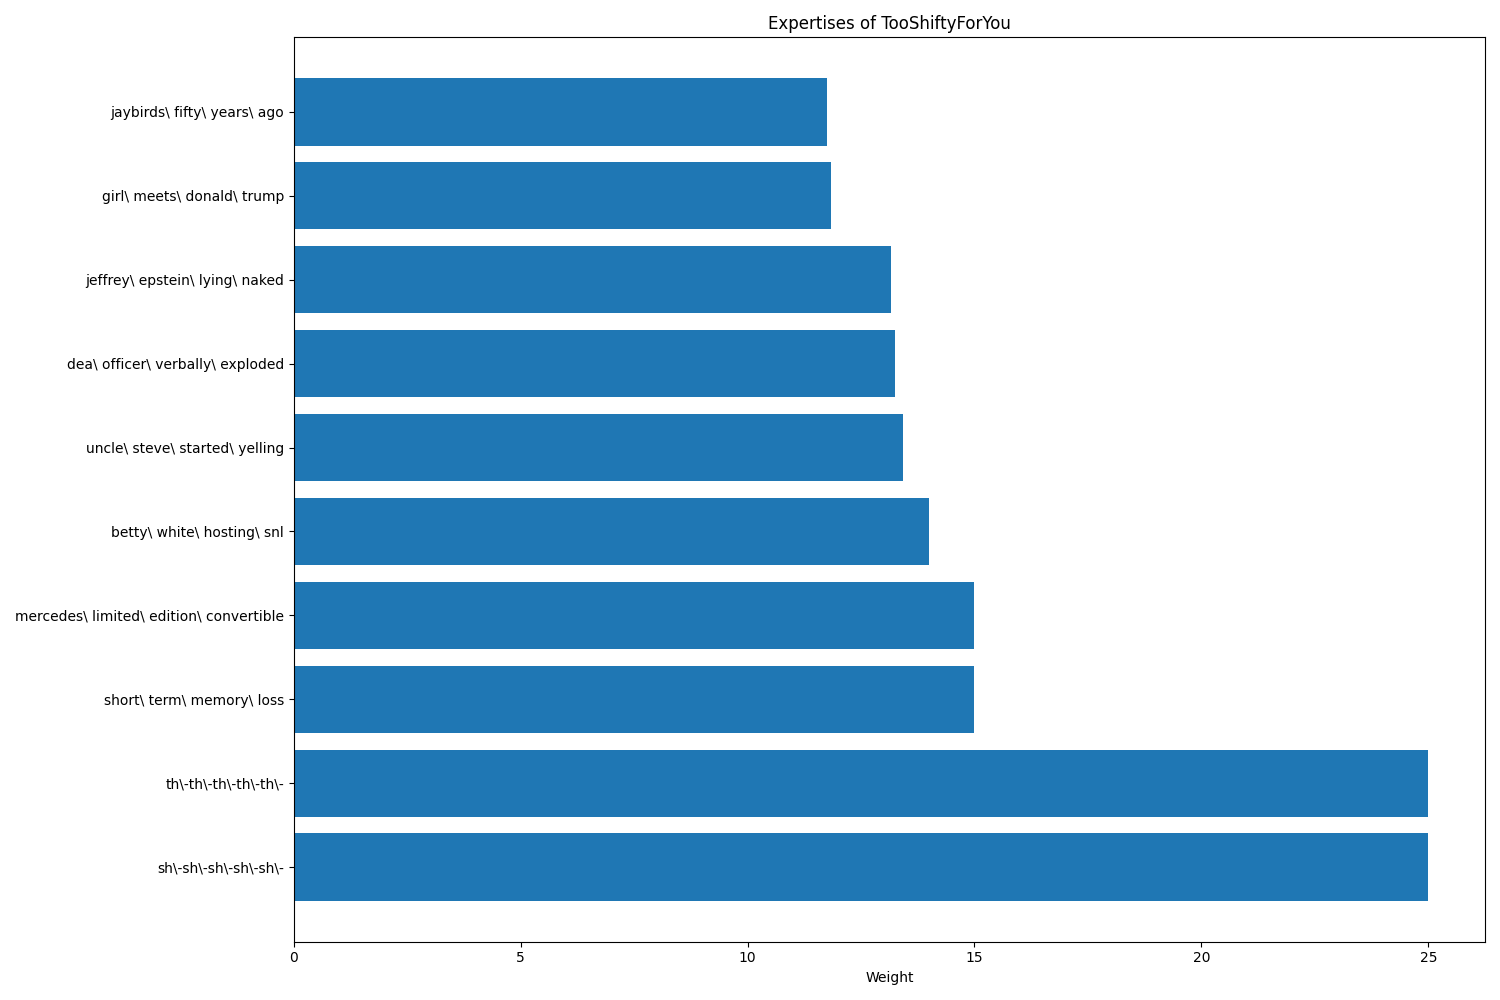 Expertises of TooShiftyForYou
jaybirds\ fifty\ years\ ago
girl\ meets\ donald\ trump
jeffrey\ epstein\ lying\ naked
dea\ officer\ verbally\ exploded
uncle\ steve\ started\ yelling
betty\ white\ hosting\ snl
mercedes\ limited\ edition\ convertible
short\ term\ memory\ loss
th\-th\-th\-th\-th\-
sh\-sh\-sh\-sh\-sh\-
0 5 10 15 20 25
Weight